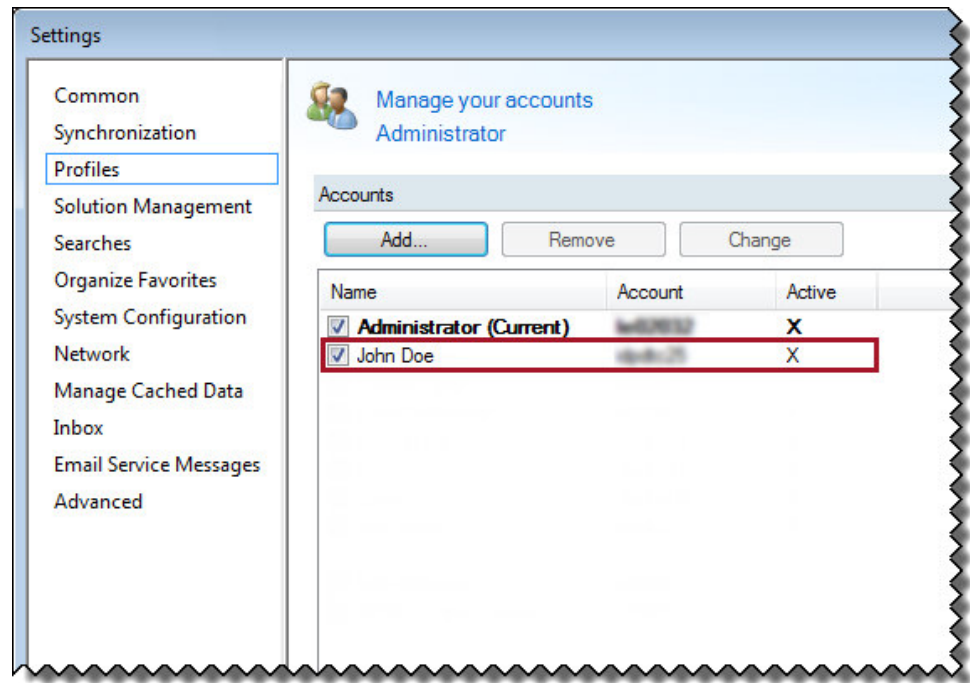 Settings
Common
Synchronization
Profiles
Solution Management
Searches
Organize Favorites
System Configuration
Network
Manage Cached Data
Inbox
Email Service Messages
Advanced
Manage your accounts
Administrator
Accounts
Add... Remove Change
Name Account Active
Administrator (Current) X
John Doe X